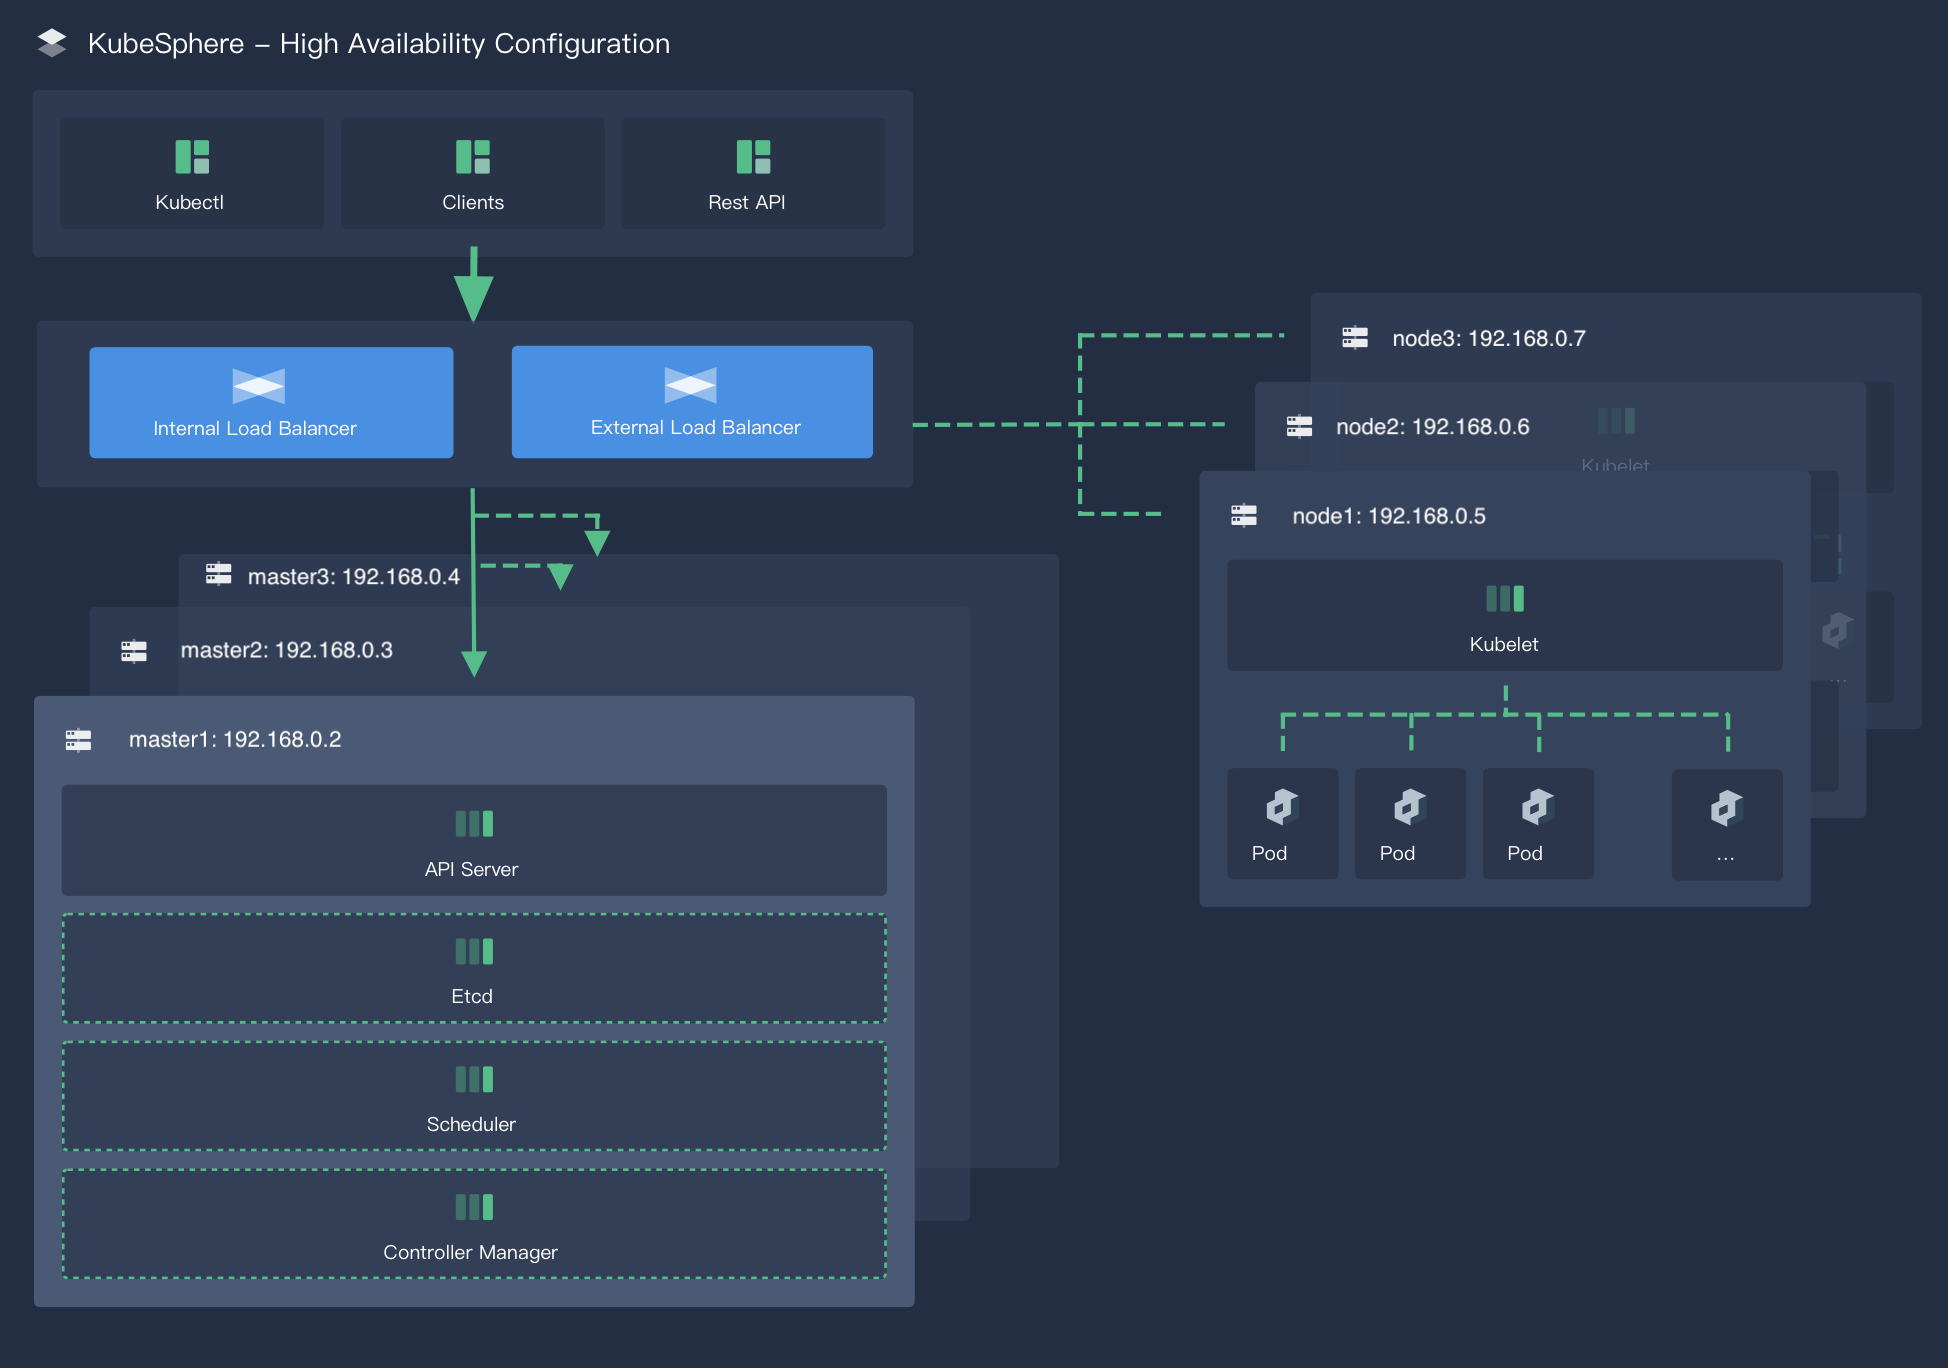 KubeSphere – High Availability Configuration
Kubectl
Clients
Rest API
Internal Load Balancer
External Load Balancer
master3: 192.168.0.4
master2: 192.168.0.3
master1: 192.168.0.2
API Server
Etcd
Scheduler
Controller Manager
node3: 192.168.0.7
node2: 192.168.0.6
Kubelet
node1: 192.168.0.5
Kubelet
...
Pod
Pod
Pod
...